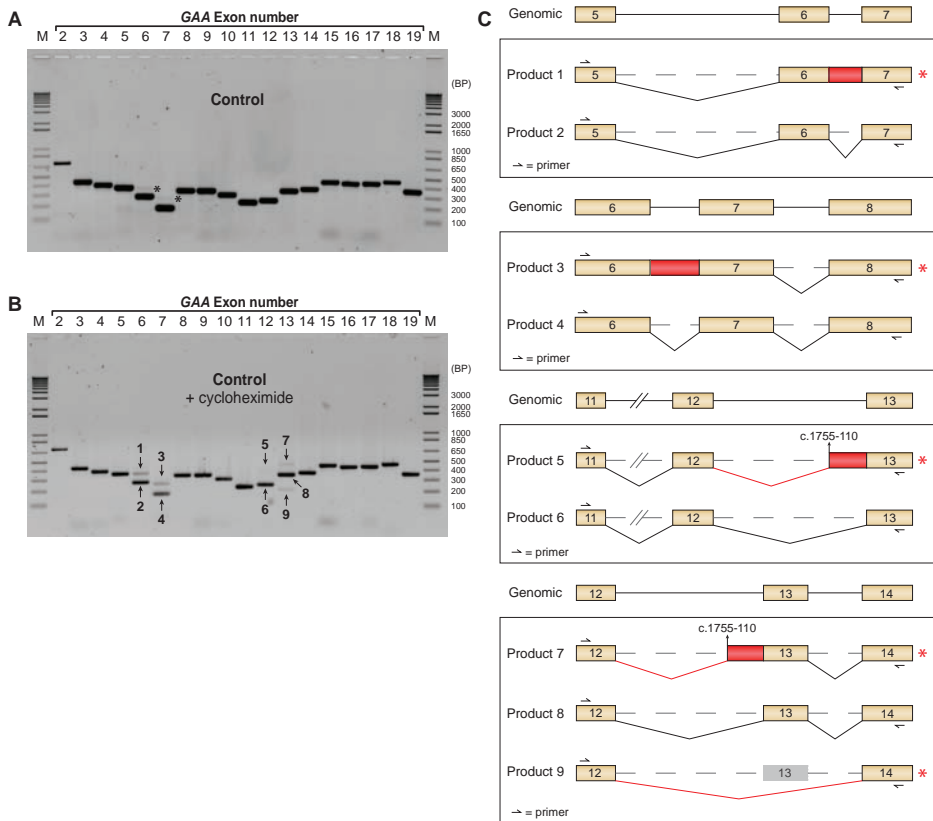 A
GAA Exon number
M 2 3 4 5 6 7 8 9 10 11 12 13 14 15 16 17 18 19 M
(BP)
Control
3000
2000
1650
1000
850
650
500
400
300
200
100
*
*
B
GAA Exon number
M 2 3 4 5 6 7 8 9 10 11 12 13 14 15 16 17 18 19 M
(BP)
Control
+ cycloheximide
3000
2000
1650
1000
850
650
500
400
300
200
100
1 3 5 7
2 4 6 8 9
C
Genomic 5 6 7
Product 1 5 6 7 *
Product 2 5 6 7
= primer
Genomic 6 7 8
Product 3 6 7 8 *
Product 4 6 7 8
= primer
Genomic 11 12 13
c.1755-110
Product 5 11 12 13 *
Product 6 11 12 13
= primer
Genomic 12 13 14
c.1755-110
Product 7 12 13 14 *
Product 8 12 13 14
Product 9 12 13 14 *
= primer